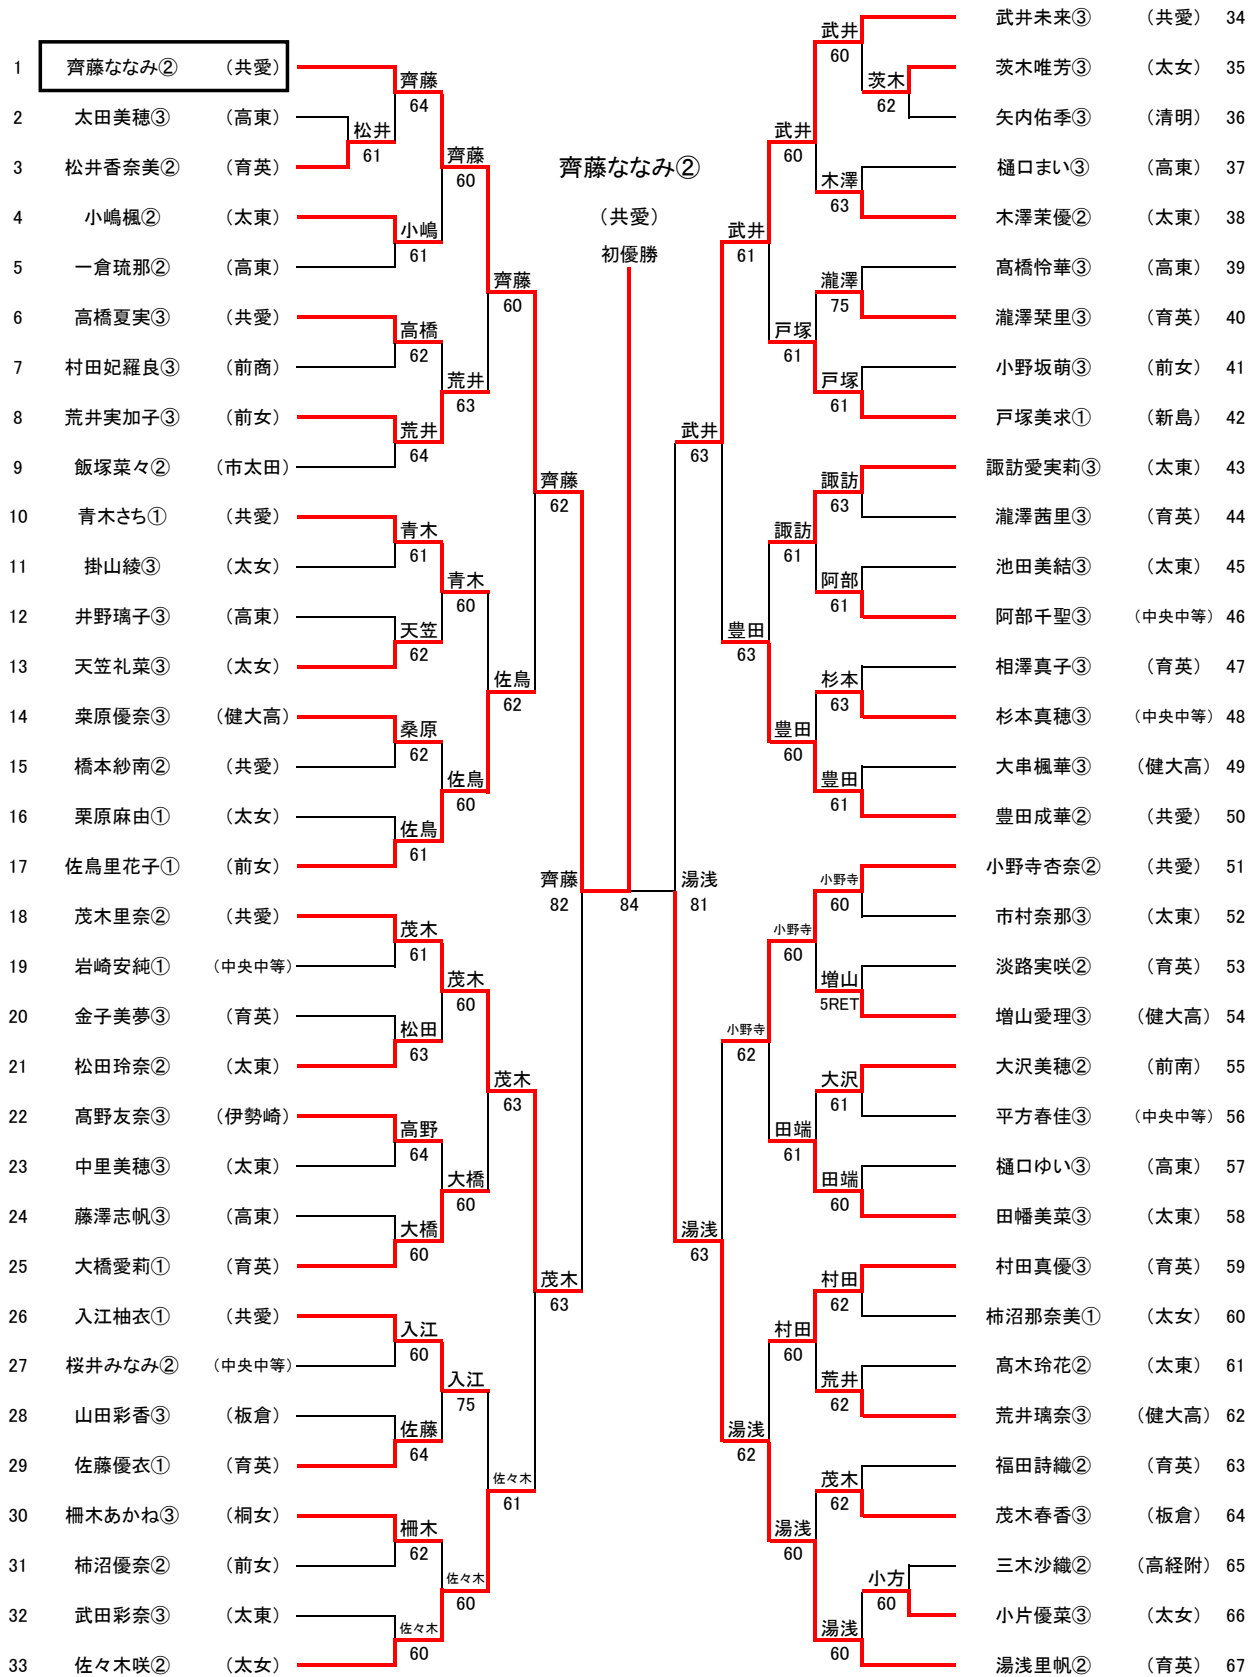 1 齊藤ななみ② （共愛）
2 太田美穂③ （高東）
3 松井香奈美② （育英）
4 小嶋楓② （太東）
5 一倉琉那② （高東）
6 高橋夏実③ （共愛）
7 村田妃羅良③ （前商）
8 荒井実加子③ （前女）
9 飯塚菜々② （市太田）
10 青木さち① （共愛）
11 掛山綾③ （太女）
12 井野璃子③ （高東）
13 天笠礼菜③ （太女）
14 桒原優奈③ （健大高）
15 橋本紗南② （共愛）
16 栗原麻由① （太女）
17 佐鳥里花子① （前女）
18 茂木里奈② （共愛）
19 岩崎安純① （中央中等）
20 金子美夢③ （育英）
21 松田玲奈② （太東）
22 髙野友奈③ （伊勢崎）
23 中里美穂③ （太東）
24 藤澤志帆③ （高東）
25 大橋愛莉① （育英）
26 入江柚衣① （共愛）
27 桜井みなみ② （中央中等）
28 山田彩香③ （板倉）
29 佐藤優衣① （育英）
30 柵木あかね③ （桐女）
31 柿沼優奈② （前女）
32 武田彩奈③ （太東）
33 佐々木咲② （太女）
松井
61
齊藤
64
小嶋
61
高橋
62
荒井
64
青木
61
天笠
62
桑原
62
佐鳥
61
茂木
61
松田
63
高野
64
大橋
60
入江
60
佐藤
64
柵木
62
佐々木
60
齊藤
60
荒井
63
青木
60
佐鳥
60
茂木
60
大橋
60
入江
75
佐々木
60
齊藤
60
佐鳥
62
茂木
63
佐々木
61
齊藤
62
茂木
63
齊藤
82
齊藤ななみ②
（共愛）
初優勝
84
湯浅
81
武井
63
湯浅
63
武井
61
豊田
63
小野寺
62
湯浅
62
武井
60
戸塚
61
諏訪
61
豊田
60
小野寺
60
田端
61
村田
60
湯浅
60
武井
60
木澤
63
瀧澤
75
戸塚
61
諏訪
63
阿部
61
杉本
63
豊田
61
小野寺
60
増山
5RET
大沢
61
田端
60
村田
62
荒井
62
茂木
62
湯浅
60
茨木
62
小方
60
武井未来③ （共愛） 34
茨木唯芳③ （太女） 35
矢内佑季③ （清明） 36
樋口まい③ （高東） 37
木澤茉優② （太東） 38
髙橋怜華③ （高東） 39
瀧澤栞里③ （育英） 40
小野坂萌③ （前女） 41
戸塚美求① （新島） 42
諏訪愛実莉③ （太東） 43
瀧澤茜里③ （育英） 44
池田美結③ （太東） 45
阿部千聖③ （中央中等） 46
相澤真子③ （育英） 47
杉本真穂③ （中央中等） 48
大串楓華③ （健大高） 49
豊田成華② （共愛） 50
小野寺杏奈② （共愛） 51
市村奈那③ （太東） 52
淡路実咲② （育英） 53
増山愛理③ （健大高） 54
大沢美穂② （前南） 55
平方春佳③ （中央中等） 56
樋口ゆい③ （高東） 57
田幡美菜③ （太東） 58
村田真優③ （育英） 59
柿沼那奈美① （太女） 60
髙木玲花② （太東） 61
荒井璃奈③ （健大高） 62
福田詩織② （育英） 63
茂木春香③ （板倉） 64
三木沙織② （高経附） 65
小片優菜③ （太女） 66
湯浅里帆② （育英） 67